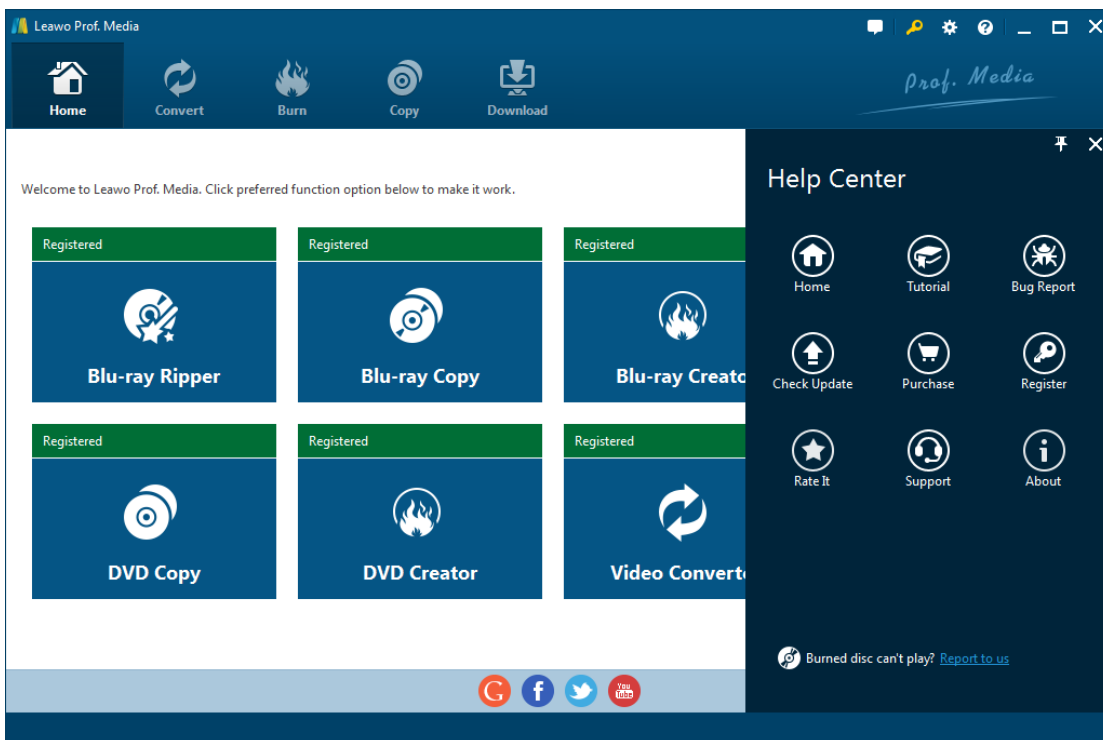 Leawo Prof. Media
Home
Convert
Burn
Copy
Download
Prof. Media
Welcome to Leawo Prof. Media. Click preferred function option below to make it work.
Registered
Blu-ray Ripper
Registered
Blu-ray Copy
Registered
Blu-ray Creato
Registered
DVD Copy
Registered
DVD Creator
Registered
Video Converte
Help Center
Home
Tutorial
Bug Report
Check Update
Purchase
Register
Rate It
Support
About
Burned disc can't play? Report to us
G
f
You
Tube